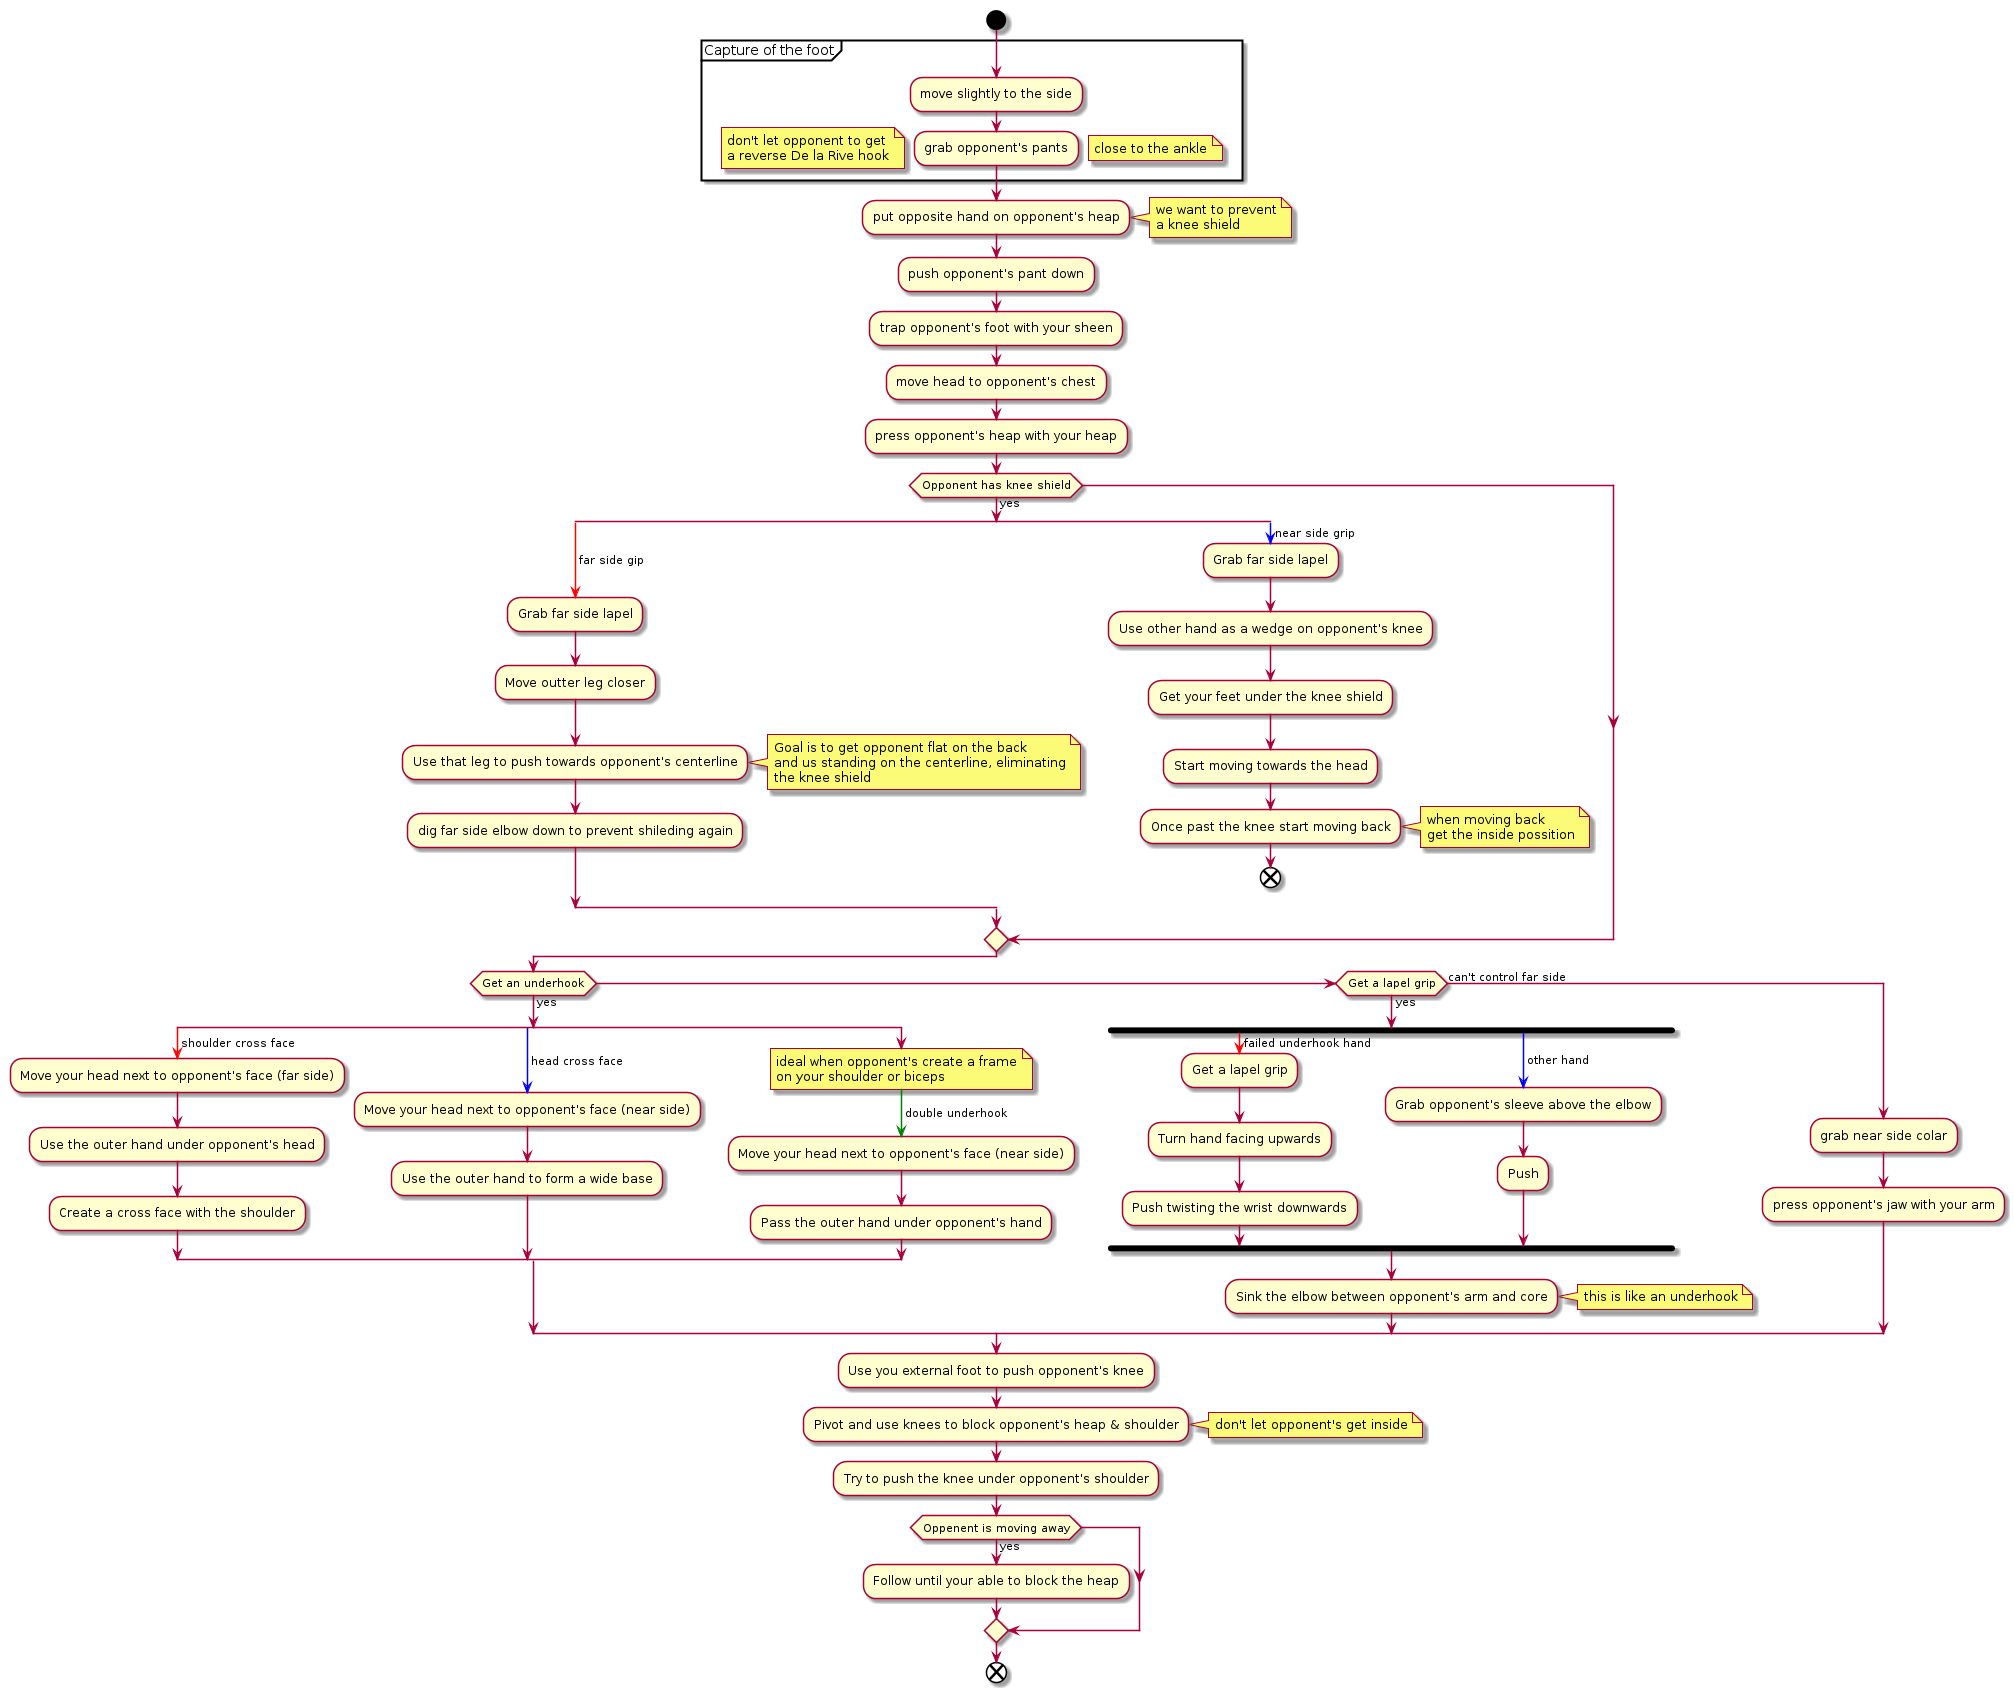 Capture of the foot
move slightly to the side
don't let opponent to get
a reverse De la Rive hook
grab opponent's pants
close to the ankle
put opposite hand on opponent's heap
we want to prevent
a knee shield
push opponent's pant down
trap opponent's foot with your sheen
move head to opponent's chest
press opponent's heap with your heap
Opponent has knee shield
yes
far side gip
Grab far side lapel
Move outter leg closer
Use that leg to push towards opponent's centerline
Goal is to get opponent flat on the back
and us standing on the centerline, eliminating
the knee shield
dig far side elbow down to prevent shileding again
near side grip
Grab far side lapel
Use other hand as a wedge on opponent's knee
Get your feet under the knee shield
Start moving towards the head
Once past the knee start moving back
when moving back
get the inside possition
Get an underhook
yes
shoulder cross face
Move your head next to opponent's face (far side)
Use the outer hand under opponent's head
Create a cross face with the shoulder
head cross face
Move your head next to opponent's face (near side)
Use the outer hand to form a wide base
ideal when opponent's create a frame
on your shoulder or biceps
double underhook
Move your head next to opponent's face (near side)
Pass the outer hand under opponent's hand
Get a lapel grip
can't control far side
yes
failed underhook hand
Get a lapel grip
Turn hand facing upwards
Push twisting the wrist downwards
other hand
Grab opponent's sleeve above the elbow
Push
Sink the elbow between opponent's arm and core
this is like an underhook
grab near side colar
press opponent's jaw with your arm
Use you external foot to push opponent's knee
Pivot and use knees to block opponent's heap & shoulder
don't let opponent's get inside
Try to push the knee under opponent's shoulder
Oppenent is moving away
yes
Follow until your able to block the heap